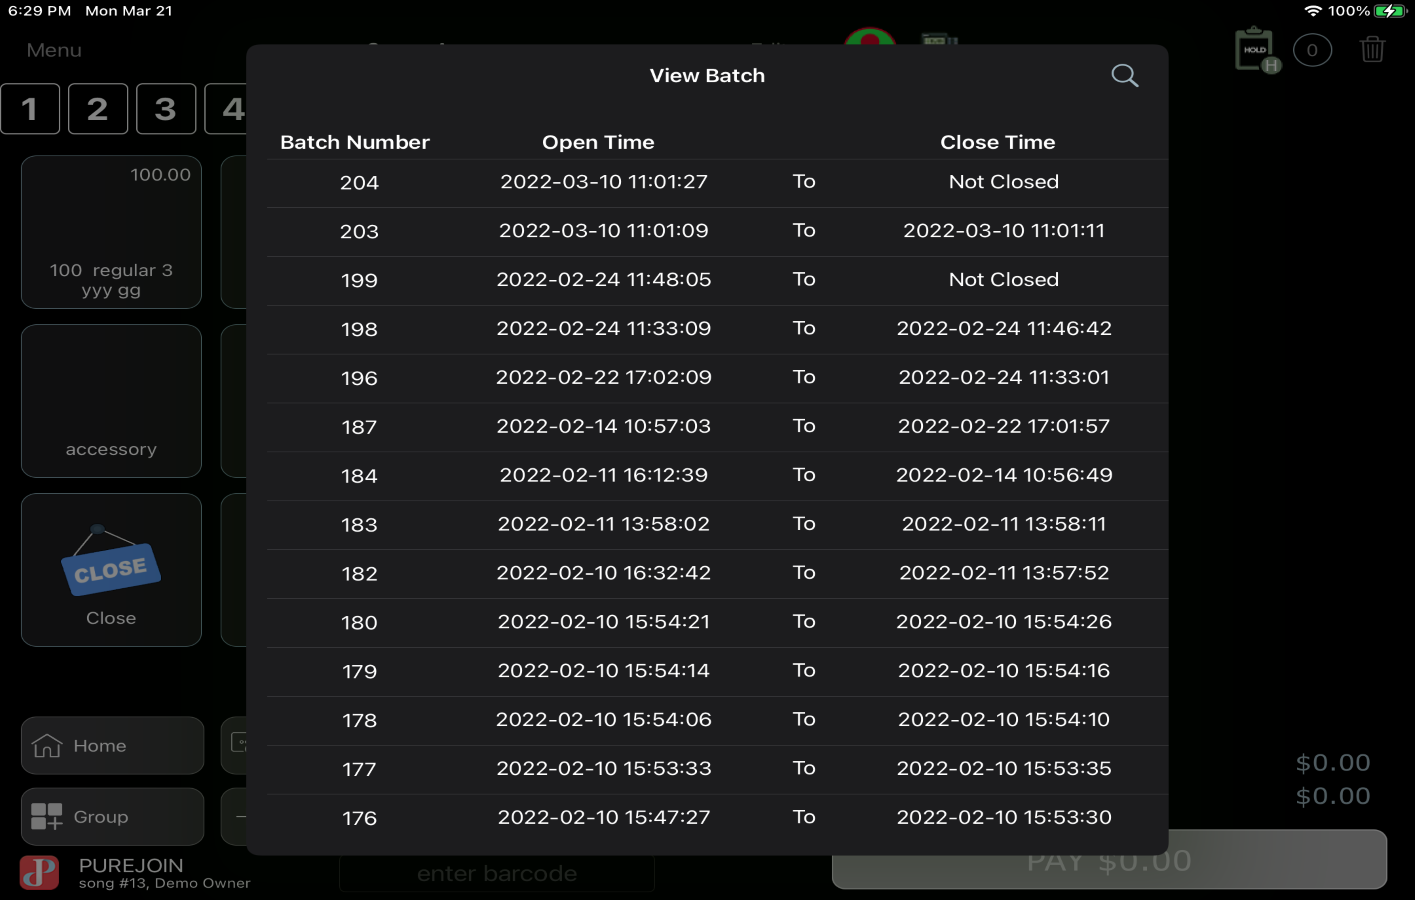 6:29 PM Mon Mar 21
100%
Menu
HOLD
H
0
View Batch
1 2 3 4
Batch Number Open Time Close Time
204 2022-03-10 11:01:27 To Not Closed
203 2022-03-10 11:01:09 To 2022-03-10 11:01:11
199 2022-02-24 11:48:05 To Not Closed
198 2022-02-24 11:33:09 To 2022-02-24 11:46:42
196 2022-02-22 17:02:09 To 2022-02-24 11:33:01
187 2022-02-14 10:57:03 To 2022-02-22 17:01:57
184 2022-02-11 16:12:39 To 2022-02-14 10:56:49
183 2022-02-11 13:58:02 To 2022-02-11 13:58:11
182 2022-02-10 16:32:42 To 2022-02-11 13:57:52
180 2022-02-10 15:54:21 To 2022-02-10 15:54:26
179 2022-02-10 15:54:14 To 2022-02-10 15:54:16
178 2022-02-10 15:54:06 To 2022-02-10 15:54:10
177 2022-02-10 15:53:33 To 2022-02-10 15:53:35
176 2022-02-10 15:47:27 To 2022-02-10 15:53:30
100.00
100 regular 3
yyy gg
accessory
CLOSE
Close
Home
Group
PUREJOIN
song #13, Demo Owner
enter barcode
$0.00
$0.00
PAY $0.00